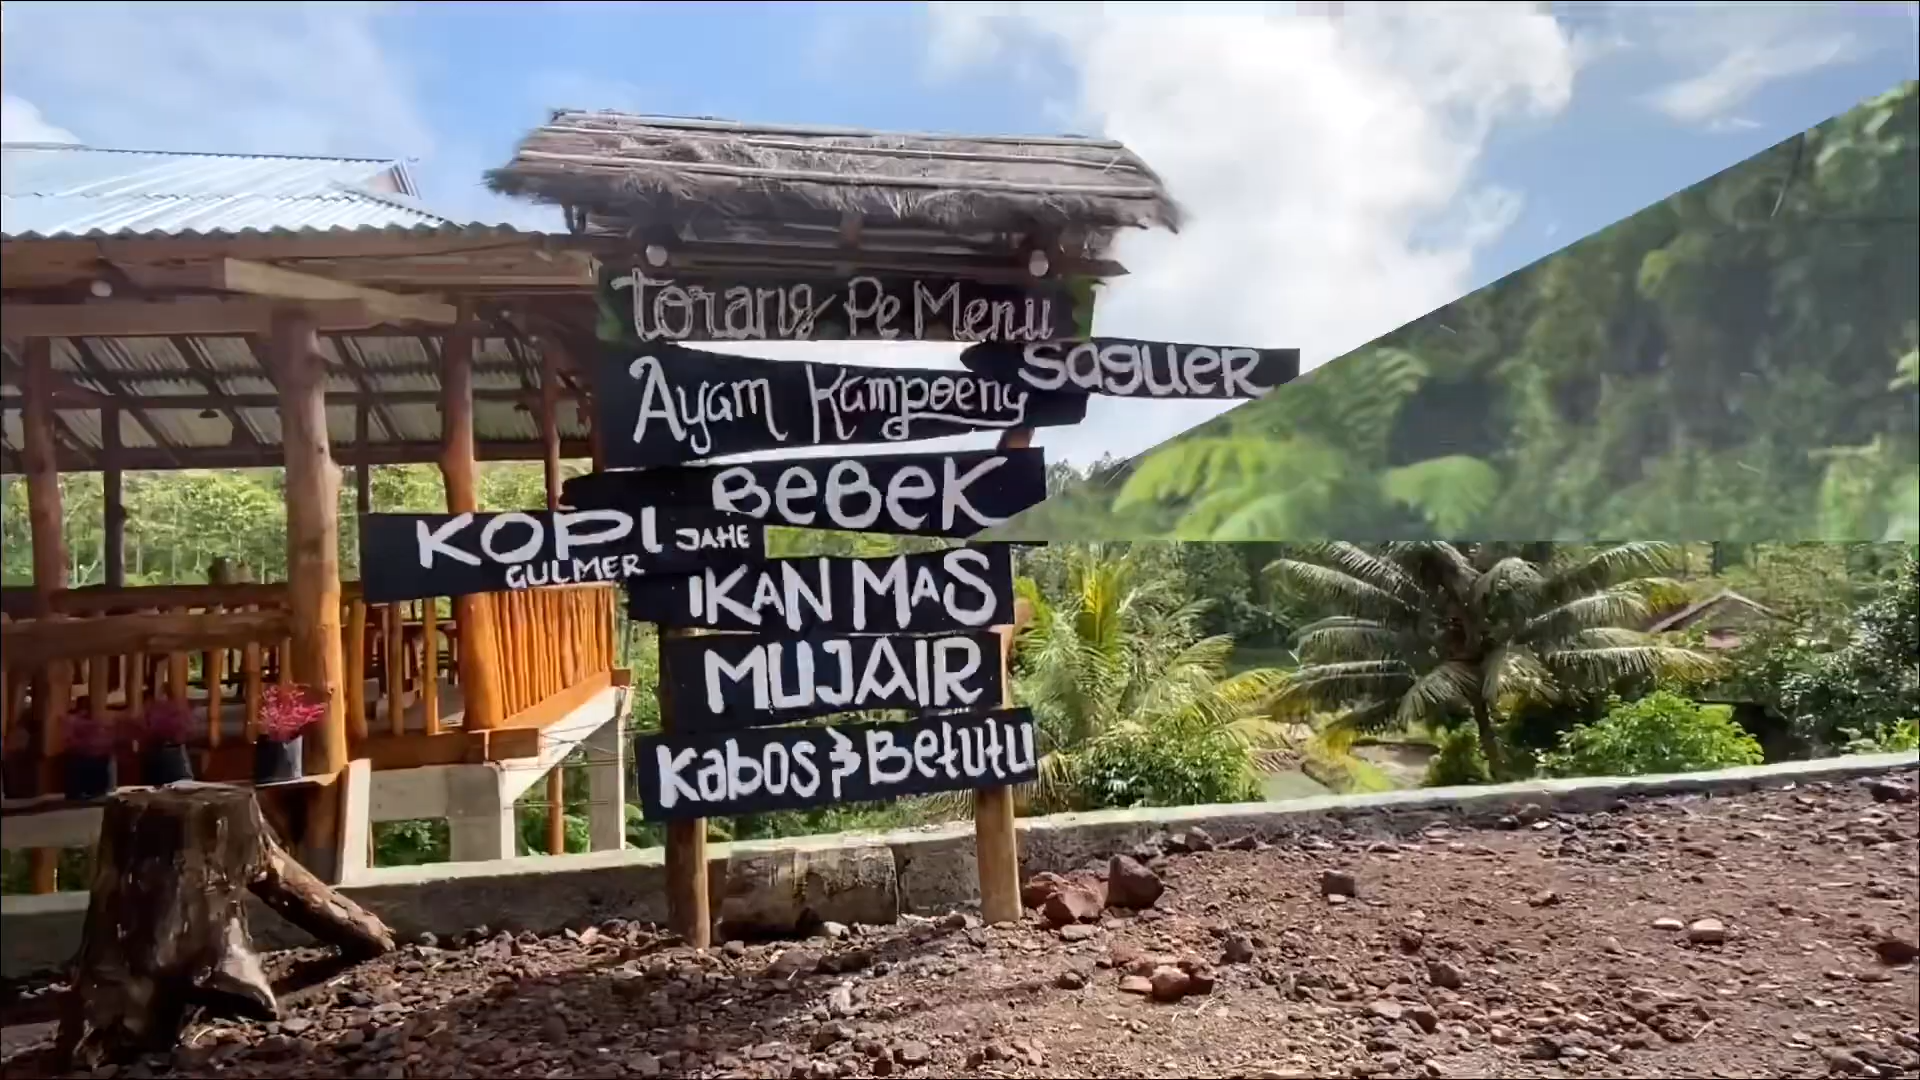 Torang Pe Menu
Saguer
Ayam Kampoeng
BeBeK
KOPI JAHE
GULMER
IKAN MAS
MUJAIR
Kabos & Betutu